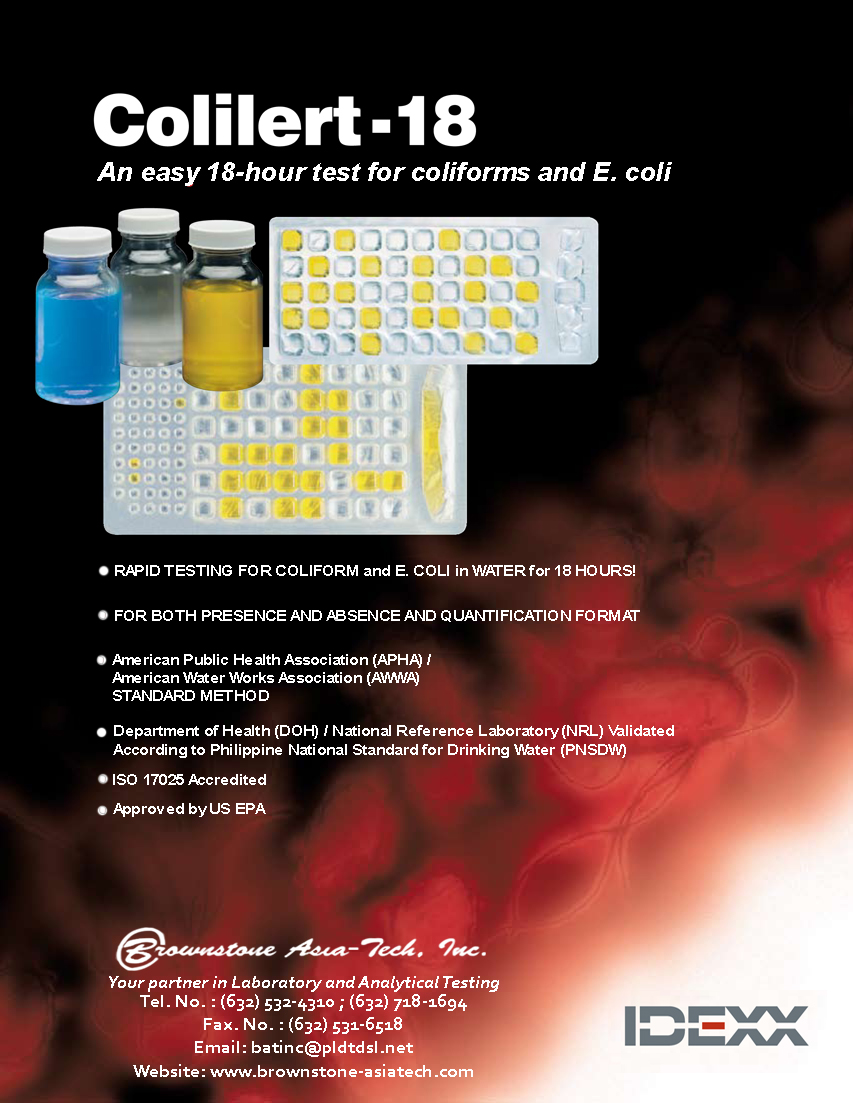 Colilert-18
An easy 18-hour test for coliforms and E. coli
RAPID TESTING FOR COLIFORM and E. COLI in WATER for 18 HOURS!
FOR BOTH PRESENCE AND ABSENCE AND QUANTIFICATION FORMAT
American Public Health Association (APHA) /
American Water Works Association (AWWA)
STANDARD METHOD
Department of Health (DOH) / National Reference Laboratory (NRL) Validated
According to Philippine National Standard for Drinking Water (PNSDW)
ISO 17025 Accredited
Approved by US EPA
Brownstone Asia-Tech, Inc.
Your partner in Laboratory and Analytical Testing
Tel. No. : (632) 532-4310 ; (632) 718-1694
Fax. No. : (632) 531-6518
Email: batinc@pldtdsl.net
Website: www.brownstone-asiatech.com
IDEXX